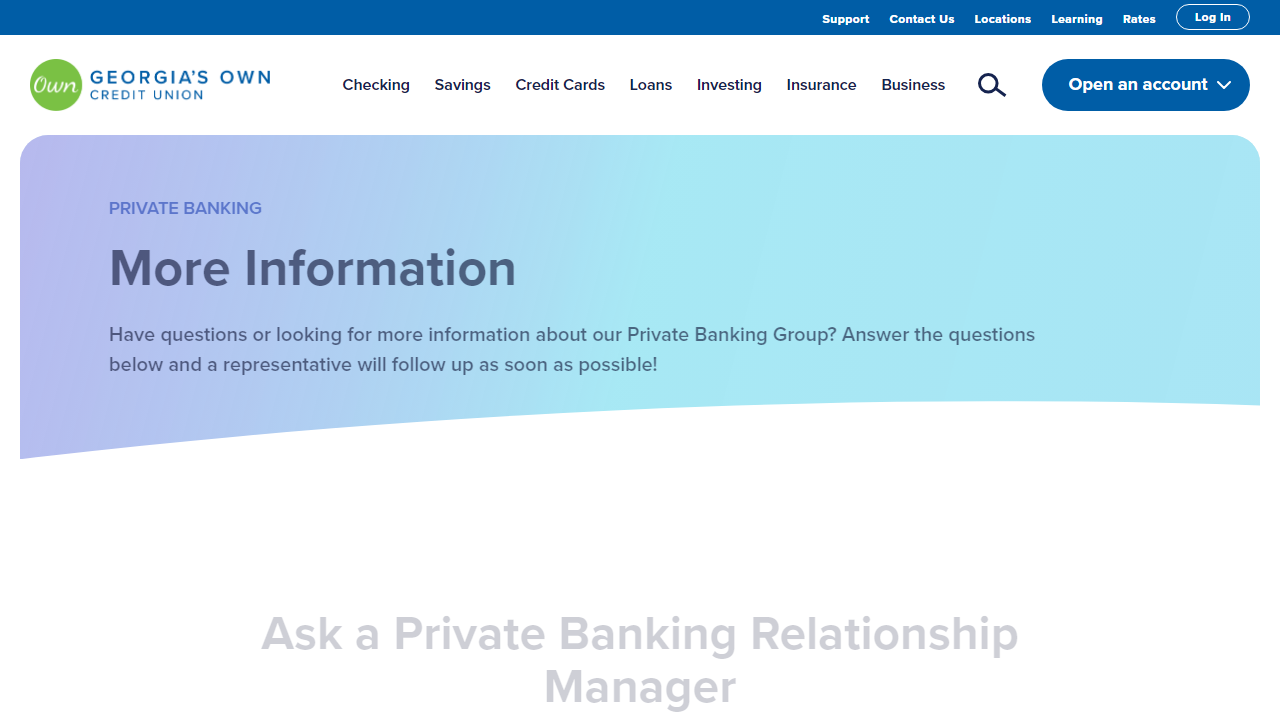 Support Contact Us Locations Learning Rates Log In
Own GEORGIA'S OWN
CREDIT UNION
Checking Savings Credit Cards Loans Investing Insurance Business Open an account
PRIVATE BANKING
More Information
Have questions or looking for more information about our Private Banking Group? Answer the questions
below and a representative will follow up as soon as possible!
Ask a Private Banking Relationship
Manager